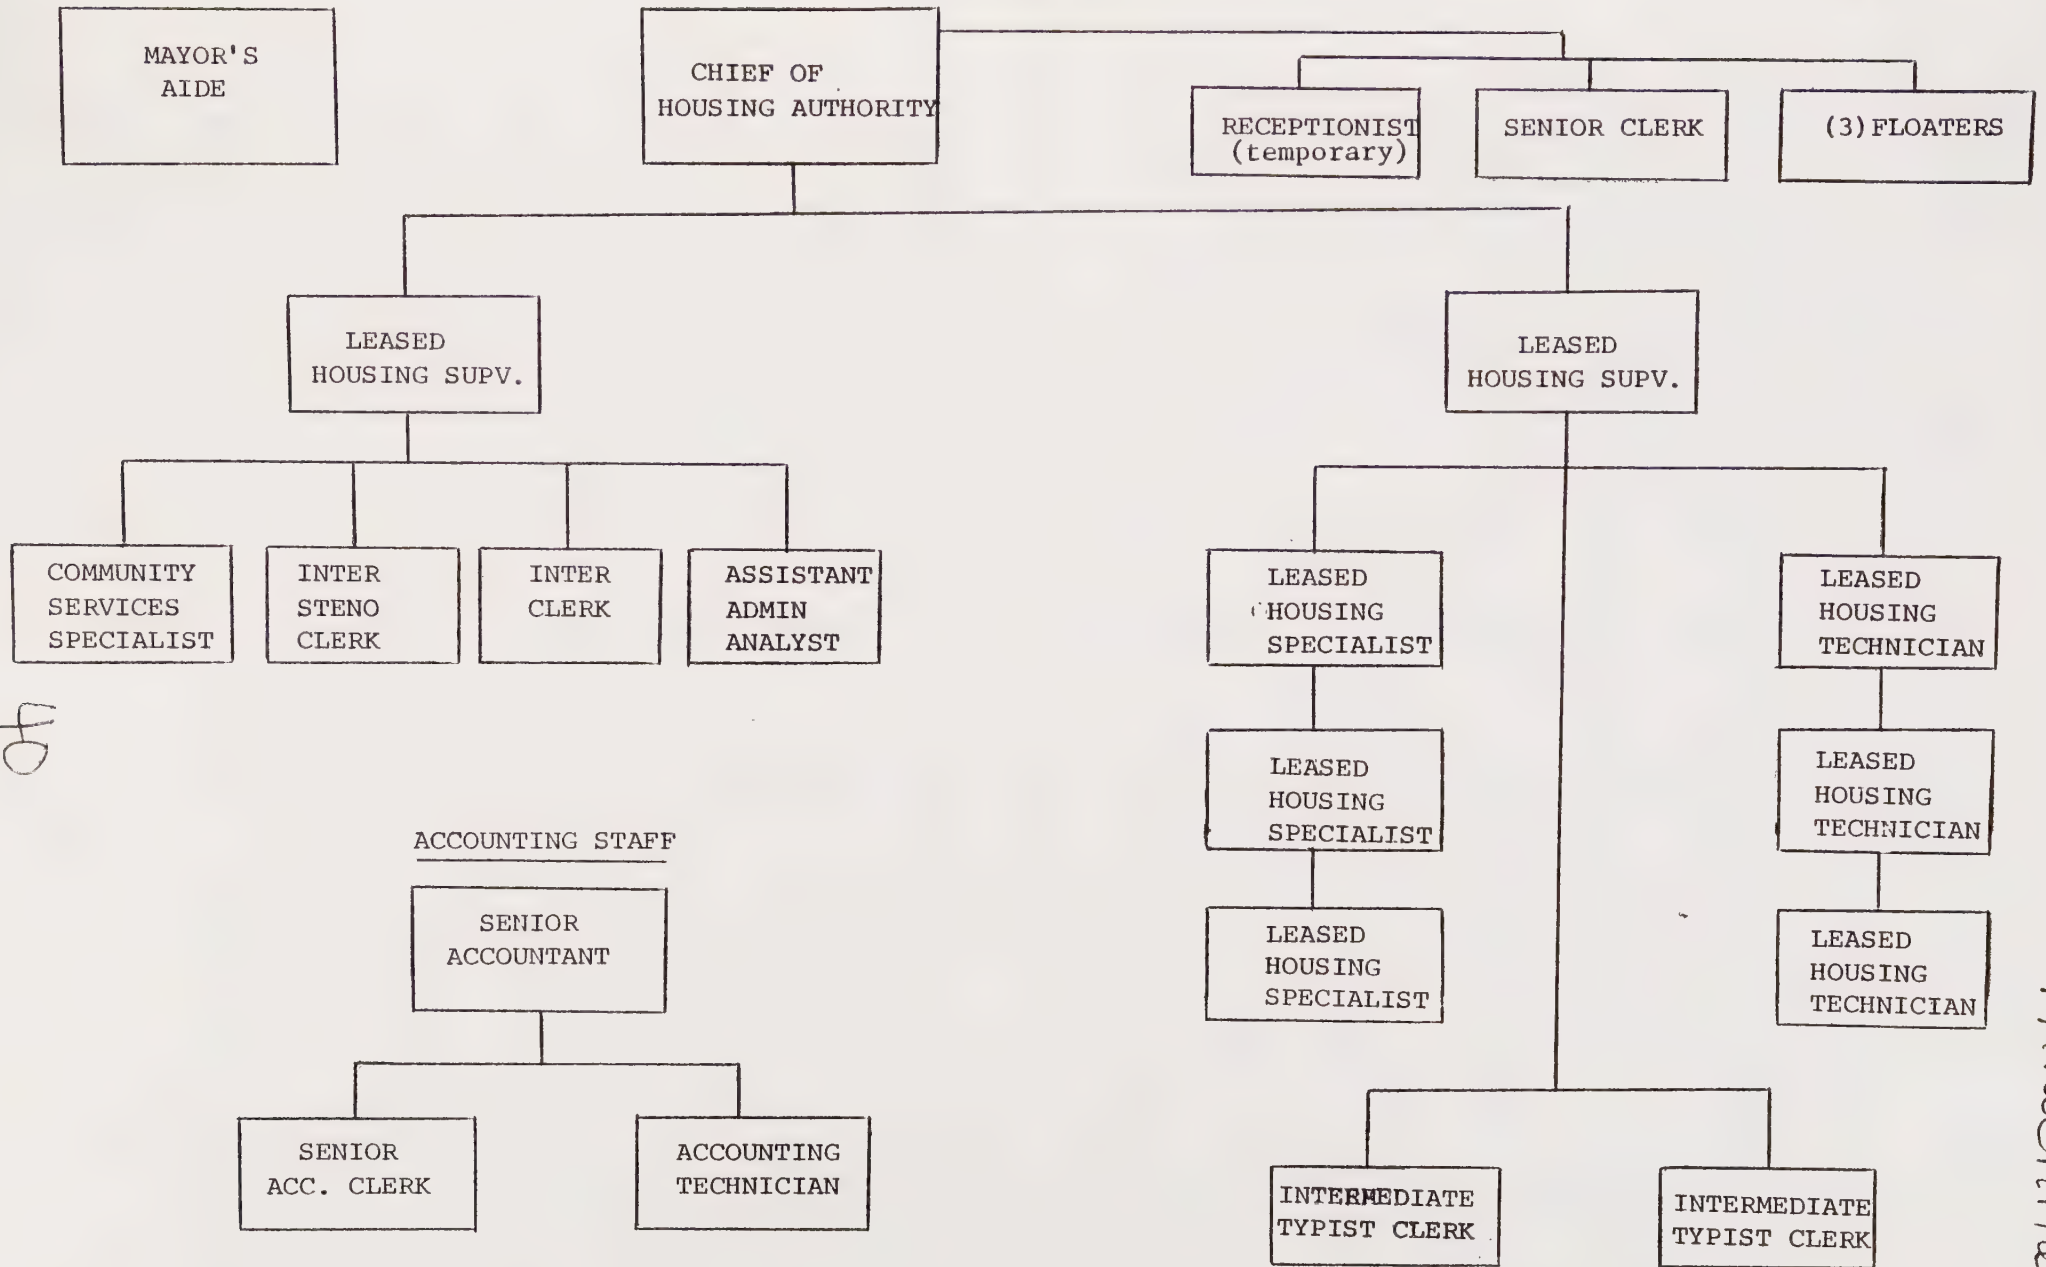 MAYOR'S
AIDE
CHIEF OF
HOUSING AUTHORITY
RECEPTIONIST
(temporary)
SENIOR CLERK
(3) FLOATERS
LEASED
HOUSING SUPV.
LEASED
HOUSING SUPV.
COMMUNITY
SERVICES
SPECIALIST
INTER
STENO
CLERK
INTER
CLERK
ASSISTANT
ADMIN
ANALYST
LEASED
HOUSING
SPECIALIST
LEASED
HOUSING
TECHNICIAN
LEASED
HOUSING
SPECIALIST
LEASED
HOUSING
TECHNICIAN
LEASED
HOUSING
SPECIALIST
LEASED
HOUSING
TECHNICIAN
ACCOUNTING STAFF
SENIOR
ACCOUNTANT
SENIOR
ACC. CLERK
ACCOUNTING
TECHNICIAN
INTERMEDIATE
TYPIST CLERK
INTERMEDIATE
TYPIST CLERK